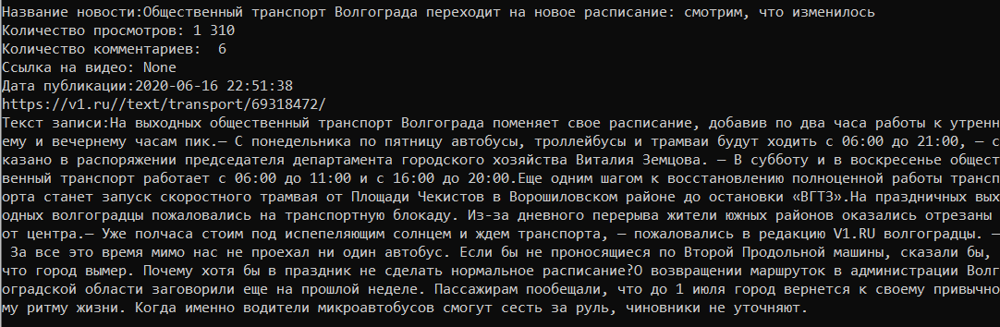 Название новости:Общественный транспорт Волгограда переходит на новое расписание: смотрим, что изменилось
Количество просмотров: 1 310
Количество комментариев:  6
Ссылка на видео: None
Дата публикации:2020-06-16 22:51:38
https://v1.ru//text/transport/69318472/
Текст записи:На выходных общественный транспорт Волгограда поменяет свое расписание, добавив по два часа работы к утренн
ему и вечернему часам пик.— С понедельника по пятницу автобусы, троллейбусы и трамваи будут ходить с 06:00 до 21:00, — с
казано в распоряжении председателя департамента городского хозяйства Виталия Земцова. — В субботу и в воскресенье общест
венный транспорт работает с 06:00 до 11:00 и с 16:00 до 20:00.Еще одним шагом к восстановлению полноценной работы трансп
орта станет запуск скоростного трамвая от Площади Чекистов в Ворошиловском районе до остановки «ВГТЗ».На праздничных вых
одных волгоградцы пожаловались на транспортную блокаду. Из-за дневного перерыва жители южных районов оказались отрезаны
от центра.— Уже полчаса стоим под испепеляющим солнцем и ждем транспорта, — пожаловались в редакцию V1.RU волгоградцы. —
 За все это время мимо нас не проехал ни один автобус. Если бы не проносящиеся по Второй Продольной машины, сказали бы,
что город вымер. Почему хотя бы в праздник не сделать нормальное расписание?О возвращении маршруток в администрации Волг
оградской области заговорили еще на прошлой неделе. Пассажирам пообещали, что до 1 июля город вернется к своему привычно
му ритму жизни. Когда именно водители микроавтобусов смогут сесть за руль, чиновники не уточняют.